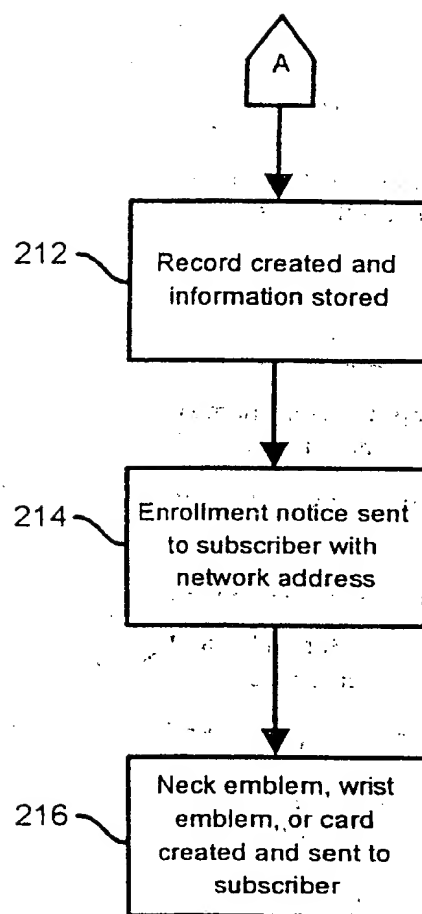 A
212
Record created and
information stored
214
Enrollment notice sent
to subscriber with
network address
216
Neck emblem, wrist
emblem, or card
created and sent to
subscriber